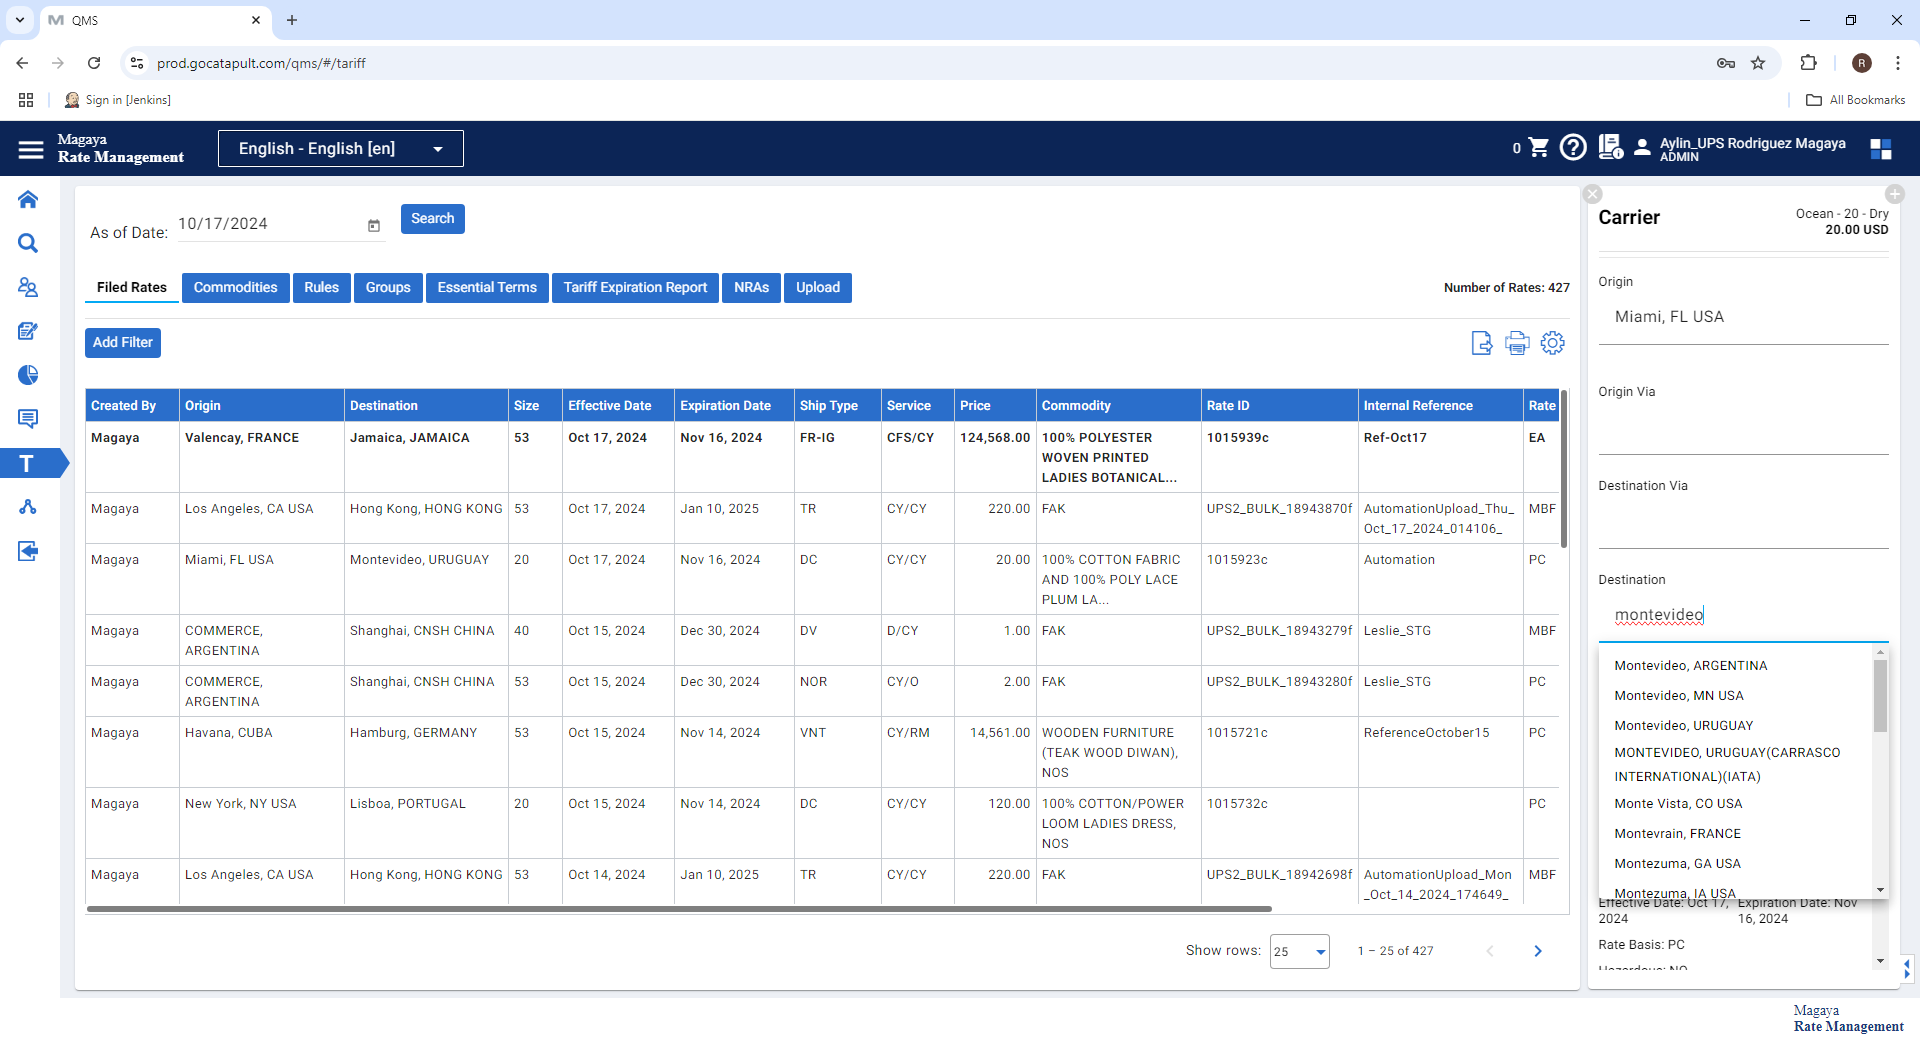 QMS
prod.gocatapult.com/qms/#/tariff
R
Sign in [Jenkins]
All Bookmarks
Magaya
Rate Management
English - English [en]
0
Aylin_UPS Rodriguez Magaya
ADMIN
As of Date: 10/17/2024
Search
Filed Rates Commodities Rules Groups Essential Terms Tariff Expiration Report NRAs Upload
Number of Rates: 427
Add Filter
Created By Origin Destination Size Effective Date Expiration Date Ship Type Service Price Commodity Rate ID Internal Reference Rate
Magaya Valencay, FRANCE Jamaica, JAMAICA 53 Oct 17, 2024 Nov 16, 2024 FR-IG CFS/CY 124,568.00 100% POLYESTER 1015939c Ref-Oct17 EA
WOVEN PRINTED
LADIES BOTANICAL...
Magaya Los Angeles, CA USA Hong Kong, HONG KONG 53 Oct 17, 2024 Jan 10, 2025 TR CY/CY 220.00 FAK UPS2_BULK_18943870f AutomationUpload_Thu_ MBF
Oct_17_2024_014106_
Magaya Miami, FL USA Montevideo, URUGUAY 20 Oct 17, 2024 Nov 16, 2024 DC CY/CY 20.00 100% COTTON FABRIC 1015923c Automation PC
AND 100% POLY LACE
PLUM LA...
Magaya COMMERCE, Shanghai, CNSH CHINA 40 Oct 15, 2024 Dec 30, 2024 DV D/CY 1.00 FAK UPS2_BULK_18943279f Leslie_STG MBF
ARGENTINA
Magaya COMMERCE, Shanghai, CNSH CHINA 53 Oct 15, 2024 Dec 30, 2024 NOR CY/O 2.00 FAK UPS2_BULK_18943280f Leslie_STG PC
ARGENTINA
Magaya Havana, CUBA Hamburg, GERMANY 53 Oct 15, 2024 Nov 14, 2024 VNT CY/RM 14,561.00 WOODEN FURNITURE 1015721c ReferenceOctober15 PC
(TEAK WOOD DIWAN),
NOS
Magaya New York, NY USA Lisboa, PORTUGAL 20 Oct 15, 2024 Nov 14, 2024 DC CY/CY 120.00 100% COTTON/POWER 1015732c PC
LOOM LADIES DRESS,
NOS
Magaya Los Angeles, CA USA Hong Kong, HONG KONG 53 Oct 14, 2024 Jan 10, 2025 TR CY/CY 220.00 FAK UPS2_BULK_18942698f AutomationUpload_Mon MBF
_Oct_14_2024_174649_
Show rows: 25 1 – 25 of 427
T
Carrier
Ocean - 20 - Dry
20.00 USD
Origin
Miami, FL USA
Origin Via
Destination Via
Destination
montevideo
Montevideo, ARGENTINA
Montevideo, MN USA
Montevideo, URUGUAY
MONTEVIDEO, URUGUAY(CARRASCO
INTERNATIONAL)(IATA)
Monte Vista, CO USA
Montevrain, FRANCE
Montezuma, GA USA
Montezuma, IA USA
Effective Date: Oct 17, Expiration Date: Nov
2024 16, 2024
Rate Basis: PC
Hazardous: NO
Magaya
Rate Management